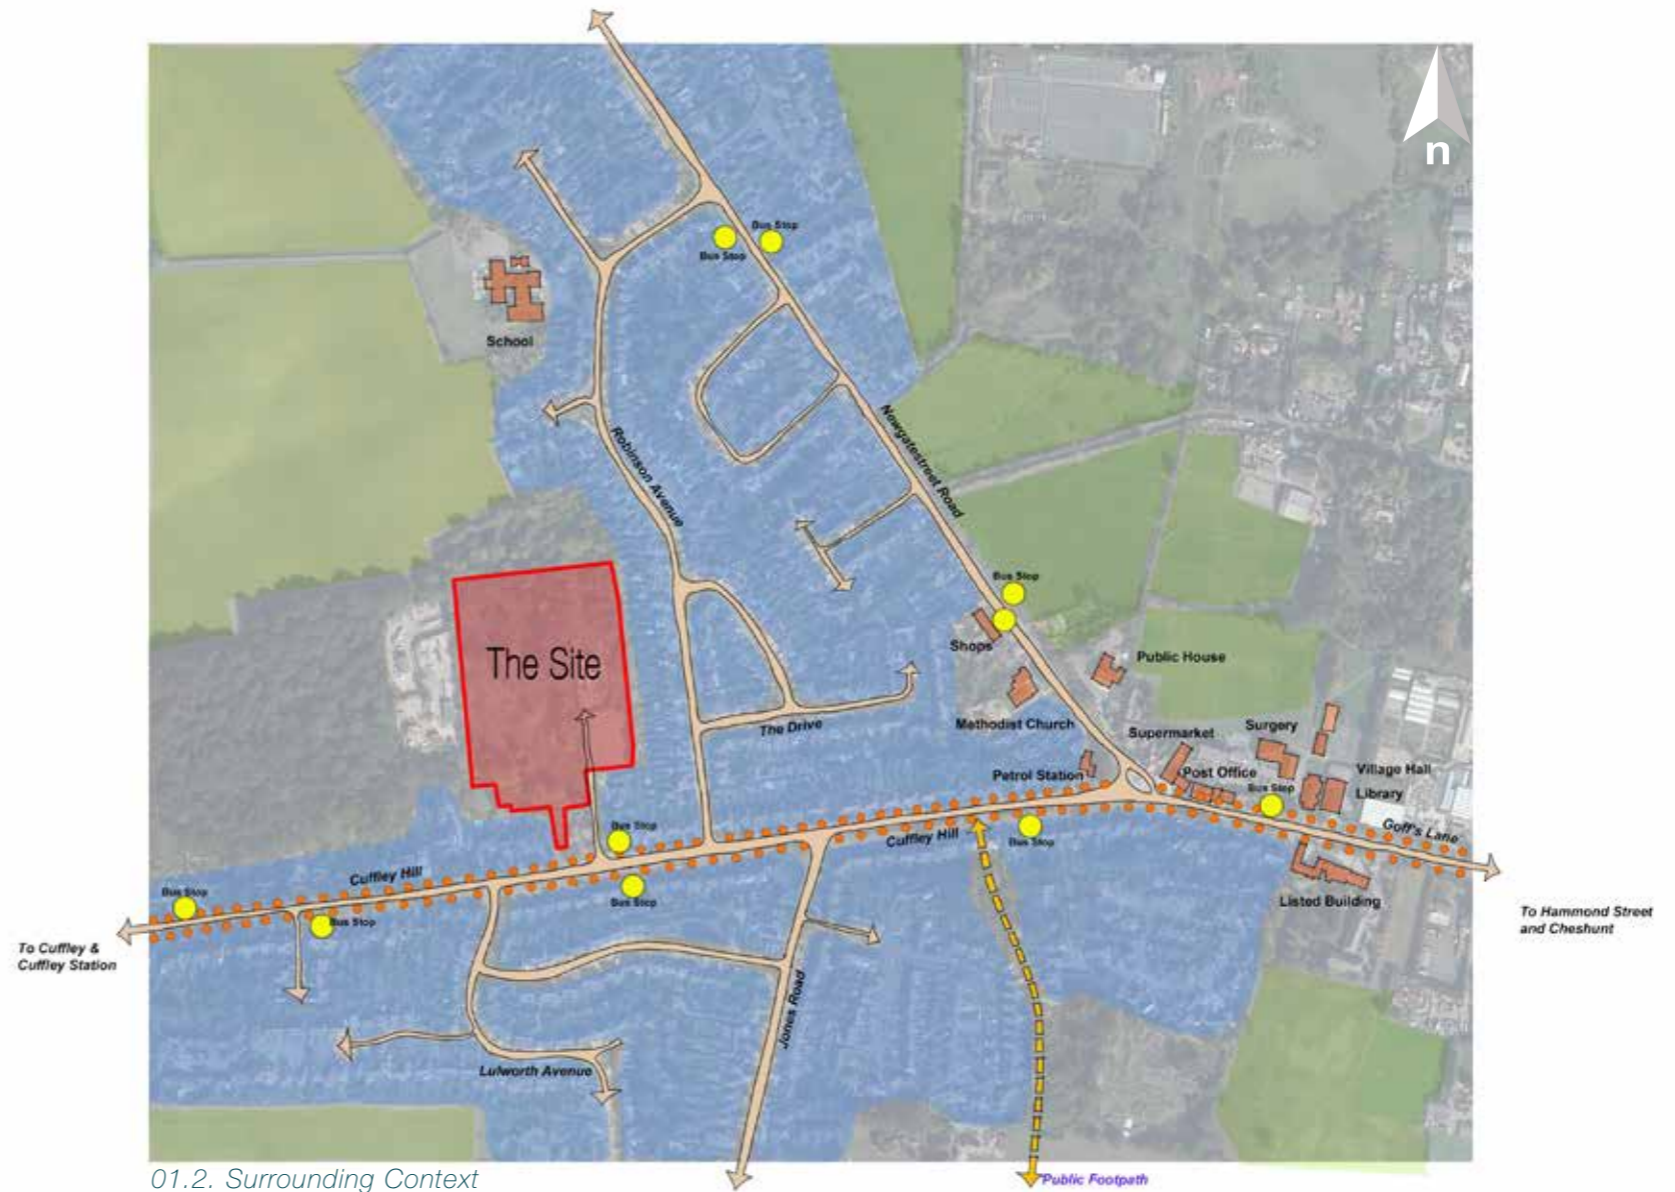 n
Bus Stop
Bus Stop
School
Newgatestreet Road
Robinson Avenue
Bus Stop
Shops
Public House
The Site
Methodist Church
The Drive
Supermarket
Surgery
Petrol Station
Post Office
Village Hall
Bus Stop
Library
Bus Stop
Goff's Lane
Cuffley Hill
Bus Stop
Cuffley Hill
Bus Stop
Bus Stop
Listed Building
Bus Stop
To Hammond Street
and Cheshunt
To Cuffley &
Cuffley Station
Jones Road
Lulworth Avenue
Public Footpath
01.2. Surrounding Context